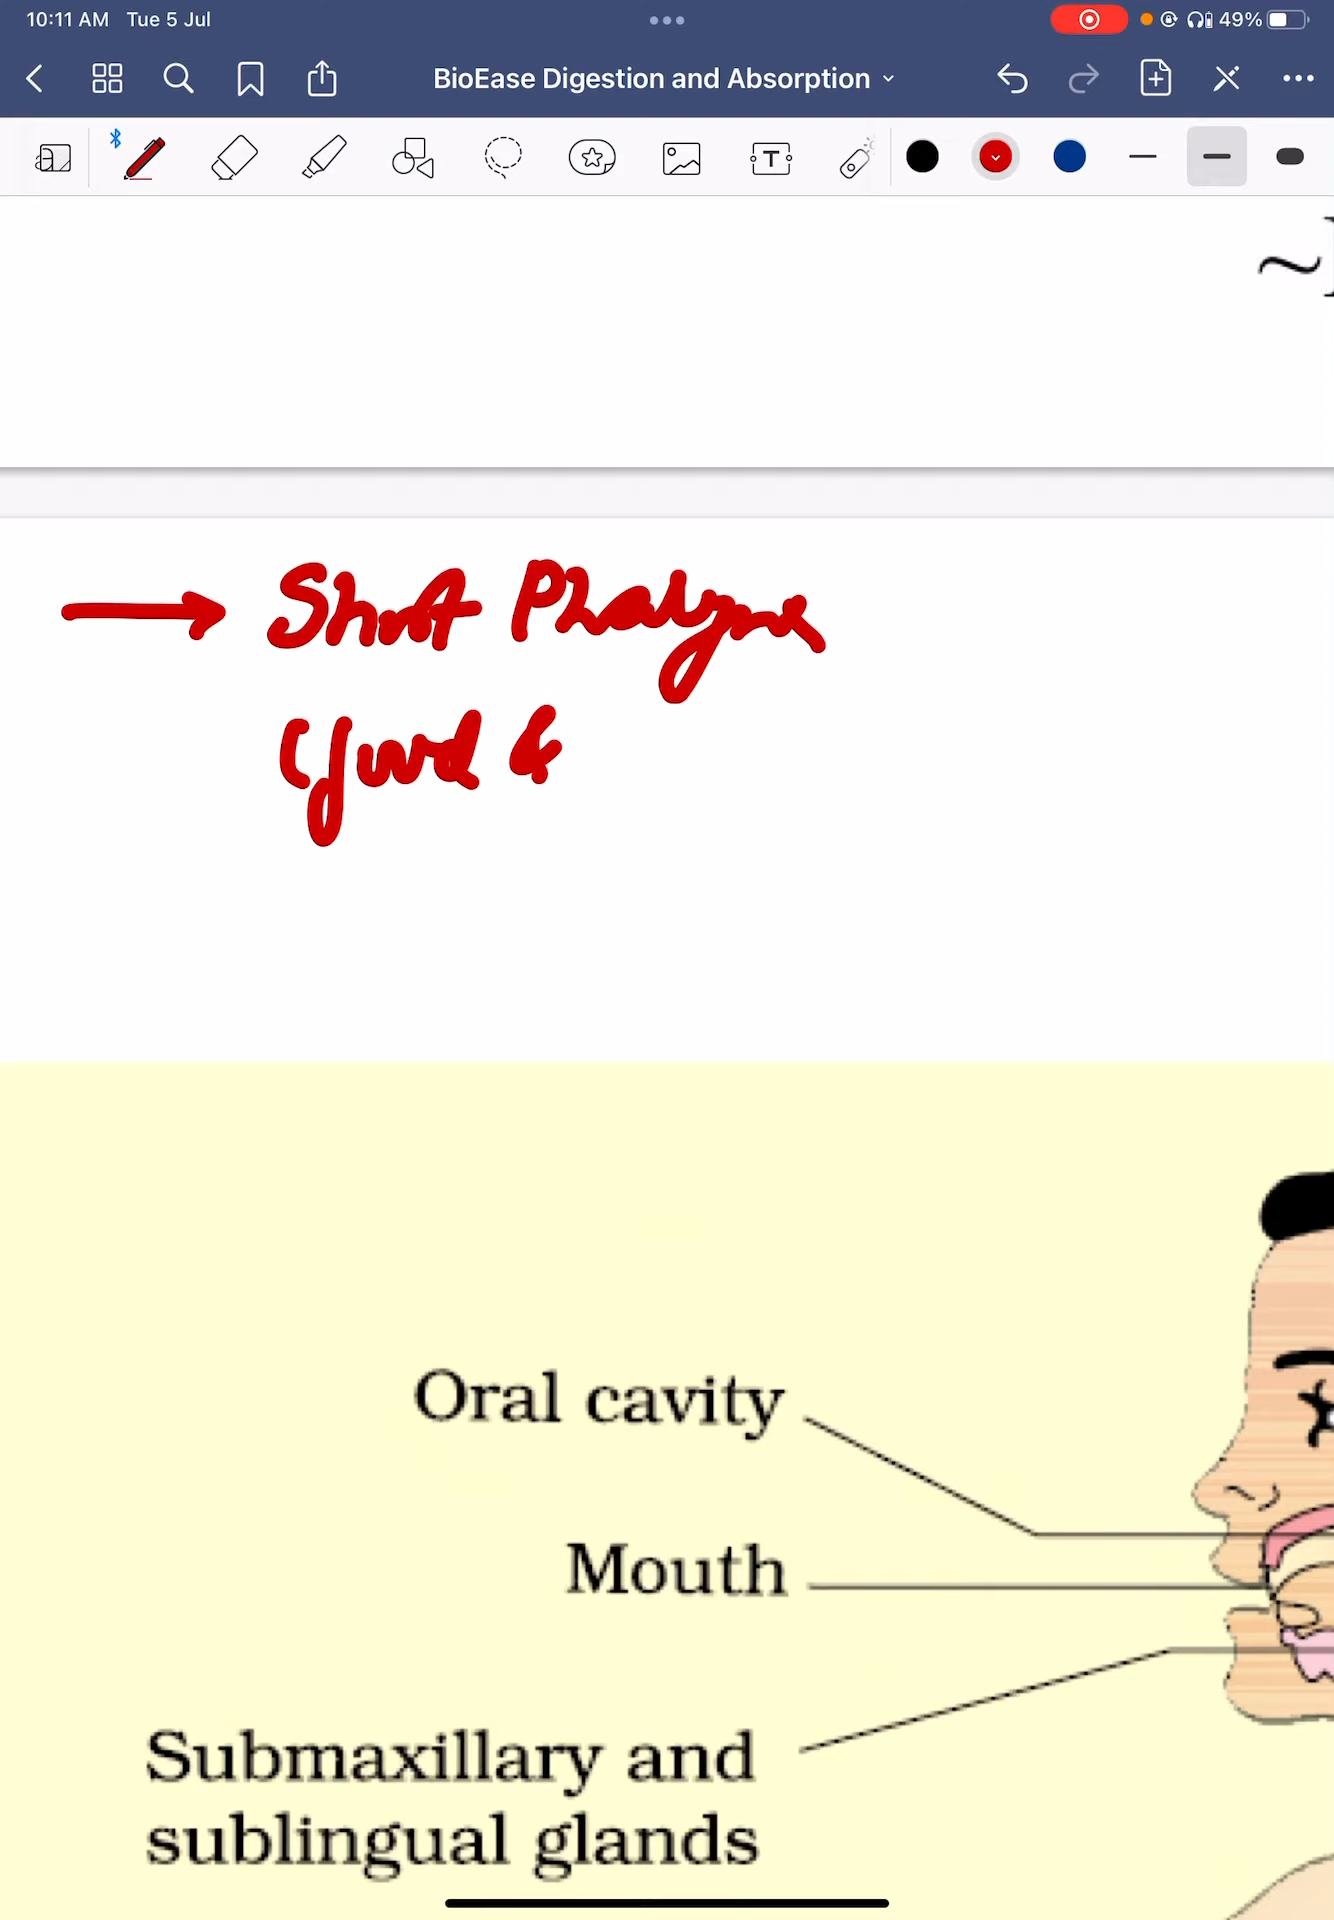 10:11 AM Tue 5 Jul
49%
BioEase Digestion and Absorption
T
~
→ Short Pharynx
&
Oral cavity
Mouth
Submaxillary and
sublingual glands